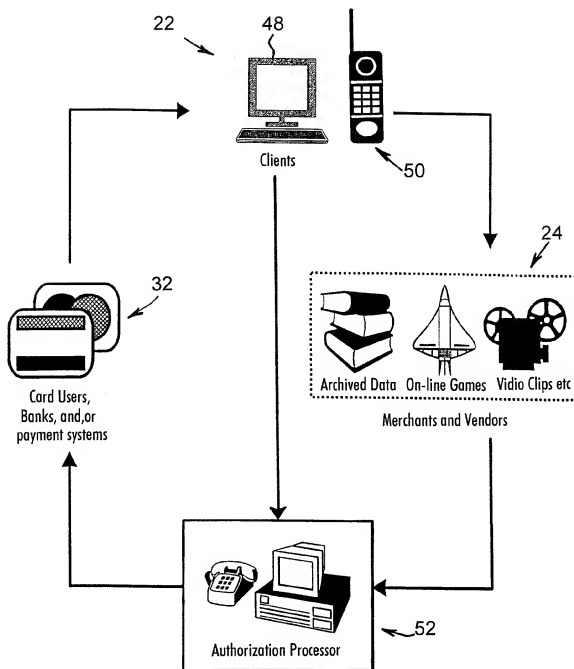 22
48
Clients
50
24
32
Archived Data
On-line Games
Vidio Clips etc
Card Users,
Banks, and,or
payment systems
Merchants and Vendors
Authorization Processor
52